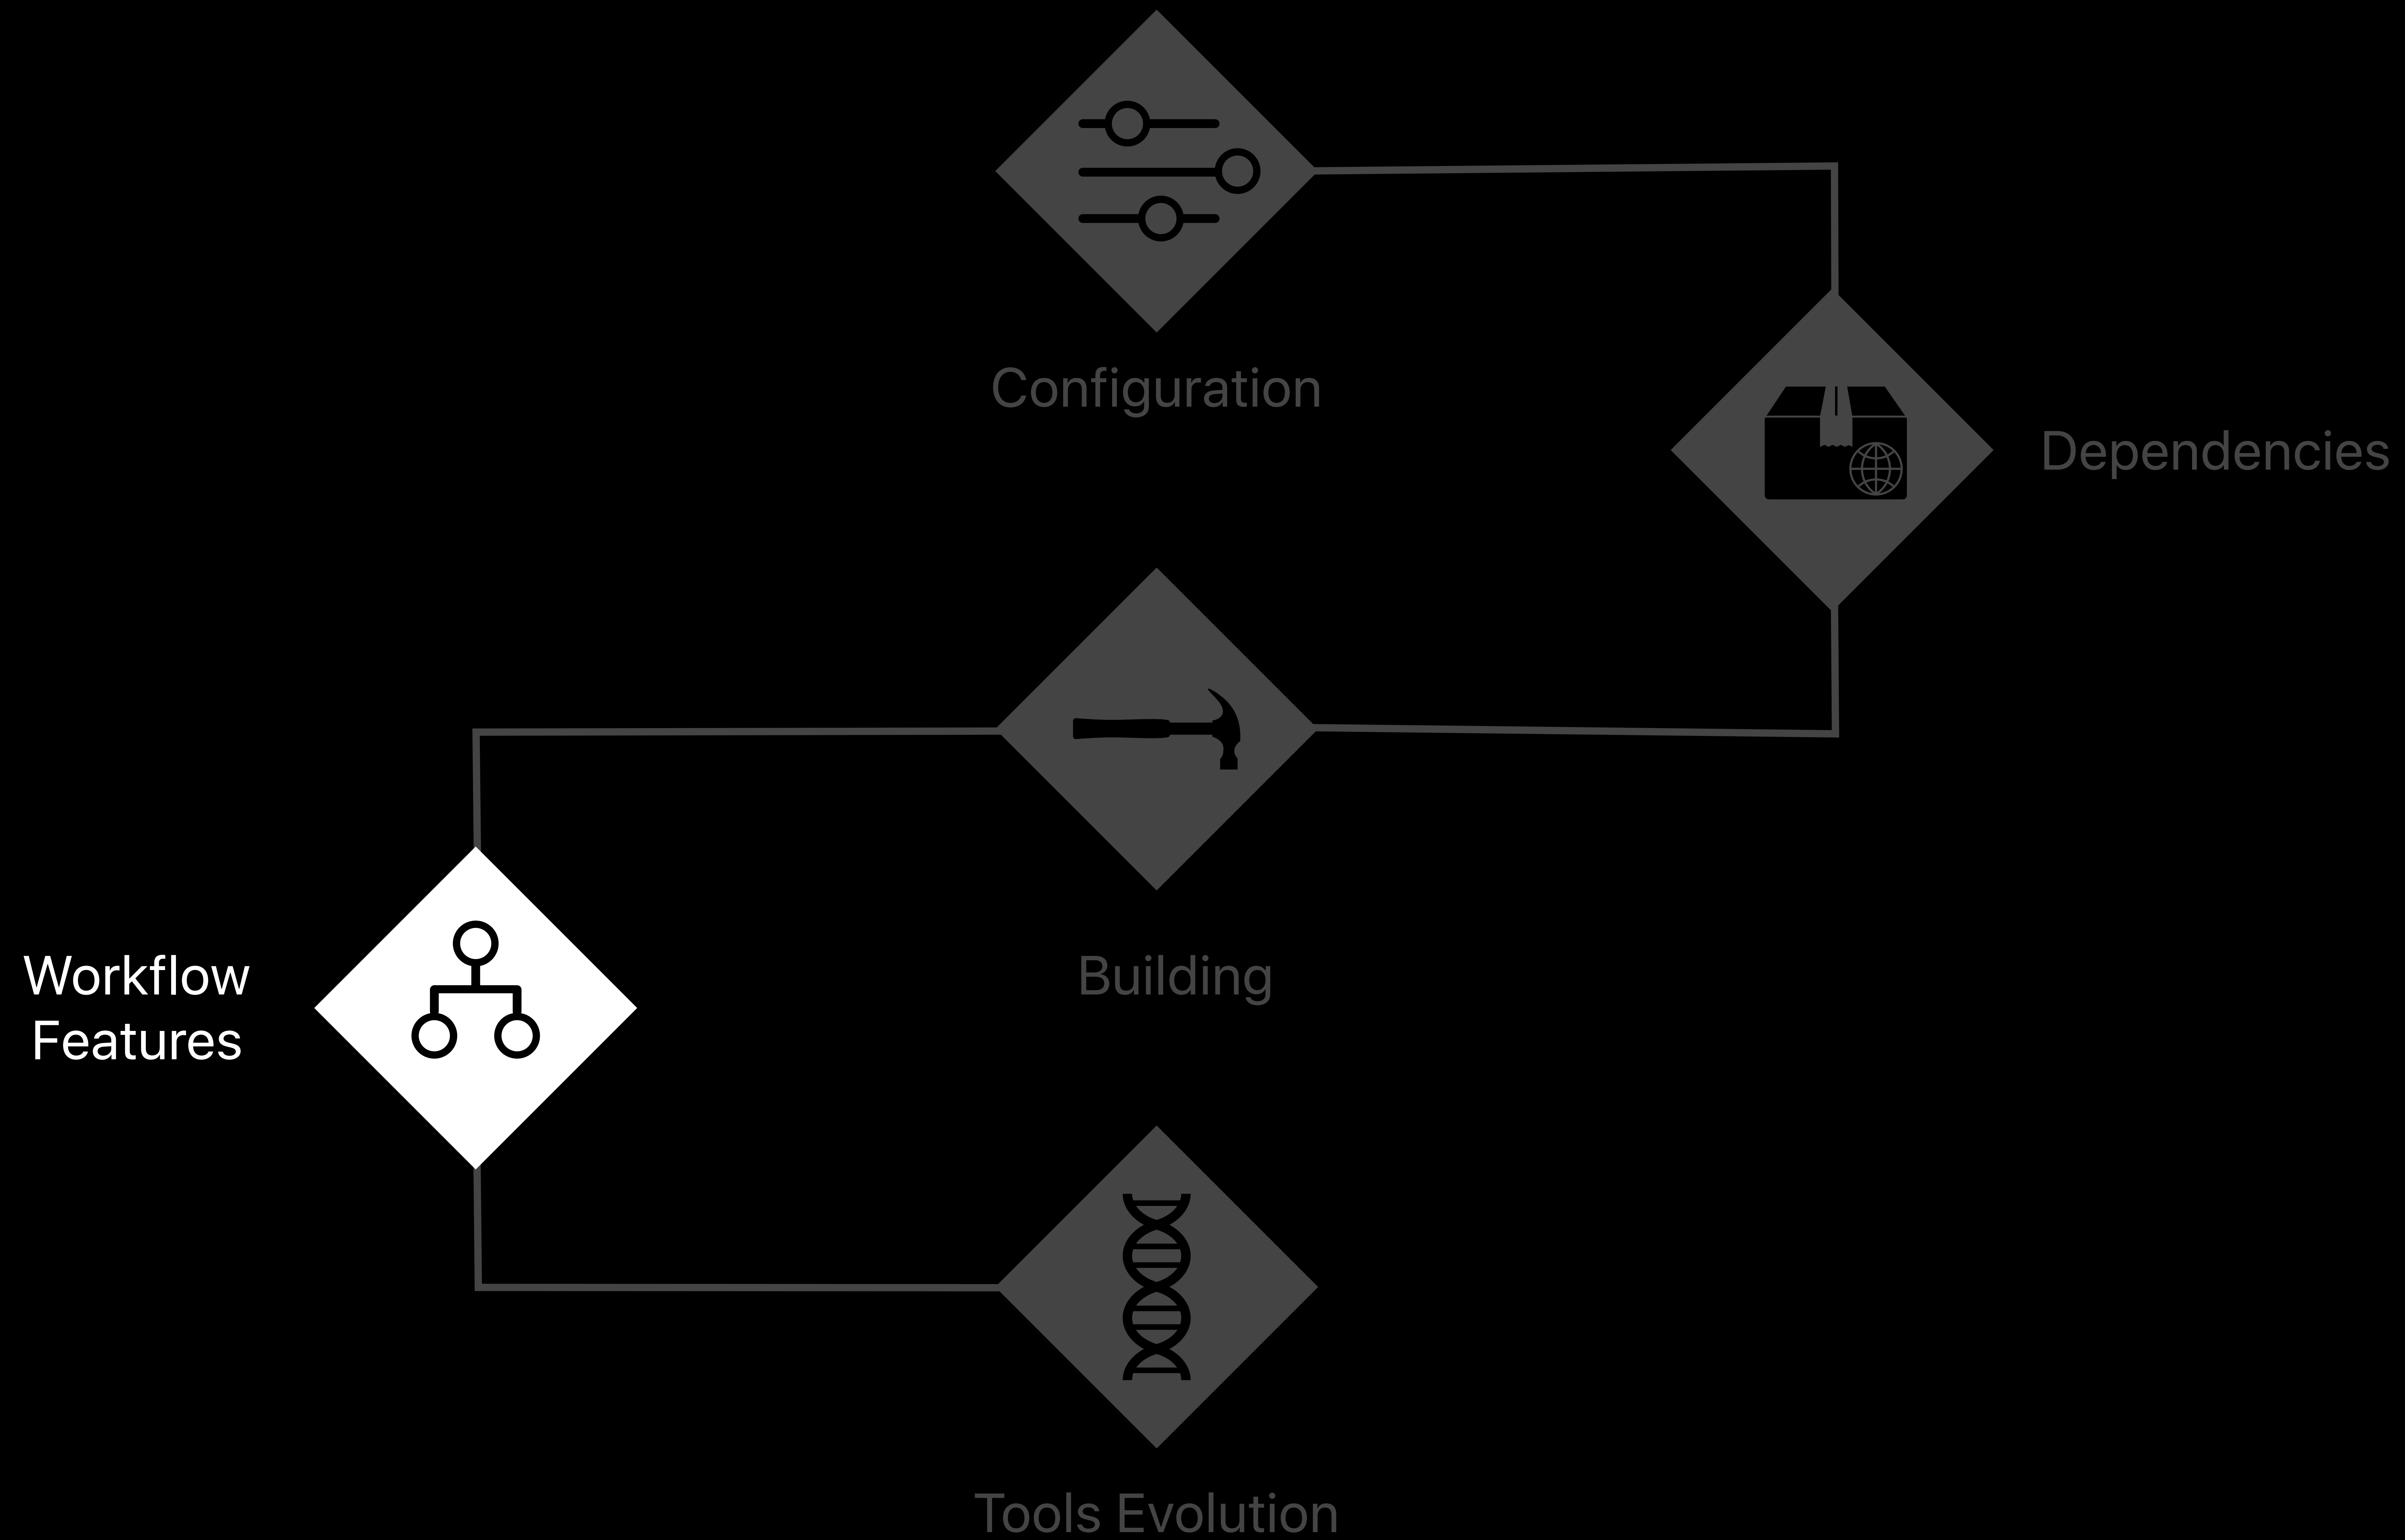 Configuration
Dependencies
Building
Workflow
Features
Tools Evolution